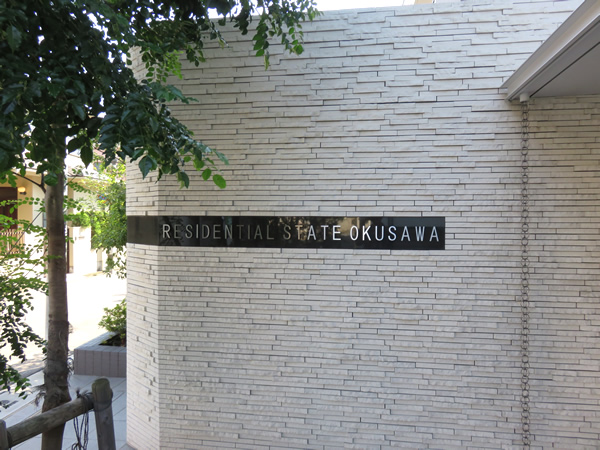 RESIDENTIAL STATE OKUSAWA